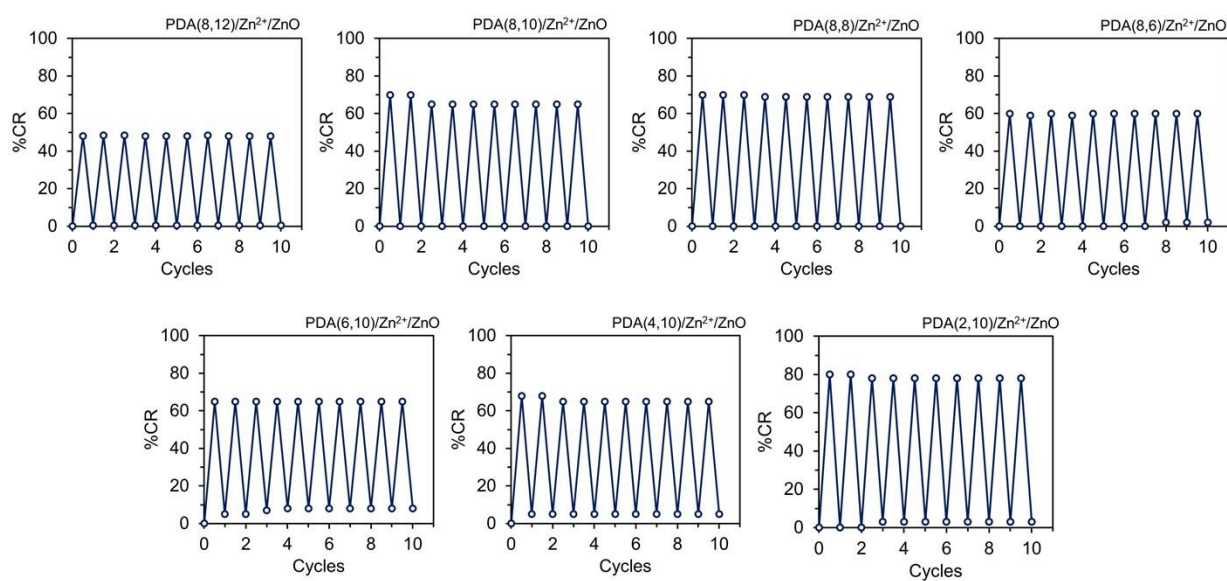 PDA(8,12)/Zn²⁺/ZnO
100
80
60
40
20
0
%CR
0 2 4 6 8 10
Cycles
PDA(8,10)/Zn²⁺/ZnO
100
80
60
40
20
0
%CR
0 2 4 6 8 10
Cycles
PDA(8,8)/Zn²⁺/ZnO
100
80
60
40
20
0
%CR
0 2 4 6 8 10
Cycles
PDA(8,6)/Zn²⁺/ZnO
100
80
60
40
20
0
%CR
0 2 4 6 8 10
Cycles
PDA(6,10)/Zn²⁺/ZnO
100
80
60
40
20
0
%CR
0 2 4 6 8 10
Cycles
PDA(4,10)/Zn²⁺/ZnO
100
80
60
40
20
0
%CR
0 2 4 6 8 10
Cycles
PDA(2,10)/Zn²⁺/ZnO
100
80
60
40
20
0
%CR
0 2 4 6 8 10
Cycles